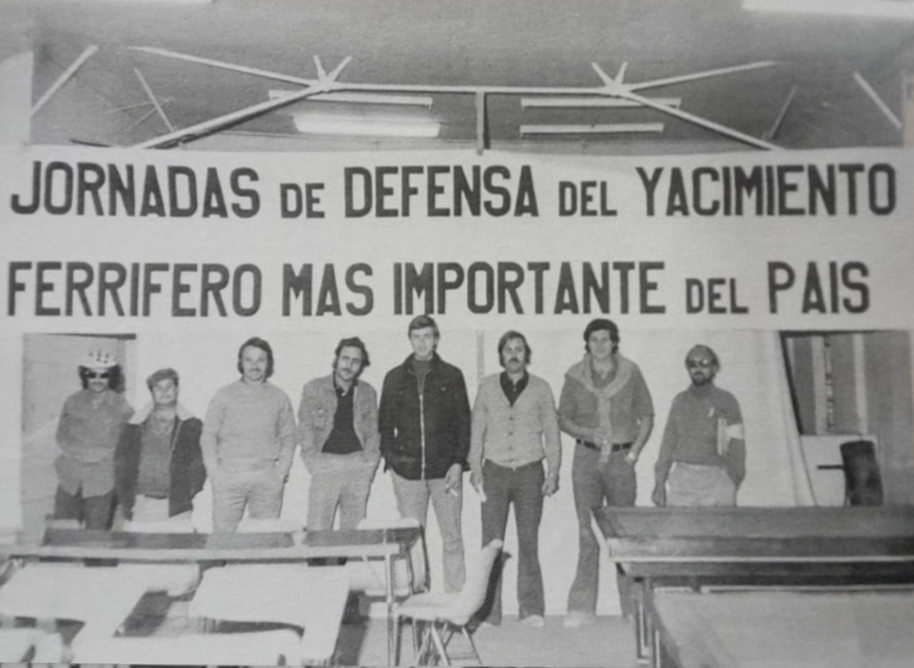 JORNADAS DE DEFENSA DEL YACIMIENTO
FERRIFERO MAS IMPORTANTE DEL PAIS